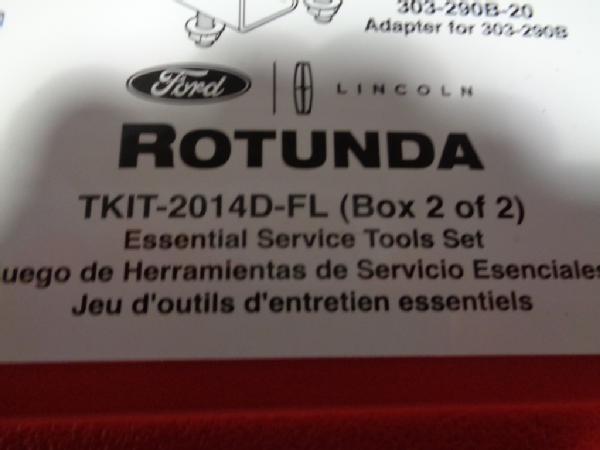 303-290B-20
Adapter for 303-290B
Ford
LINCOLN
ROTUNDA
TKIT-2014D-FL (Box 2 of 2)
Essential Service Tools Set
uego de Herramientas de Servicio Esenciales
Jeu d'outils d'entretien essentiels